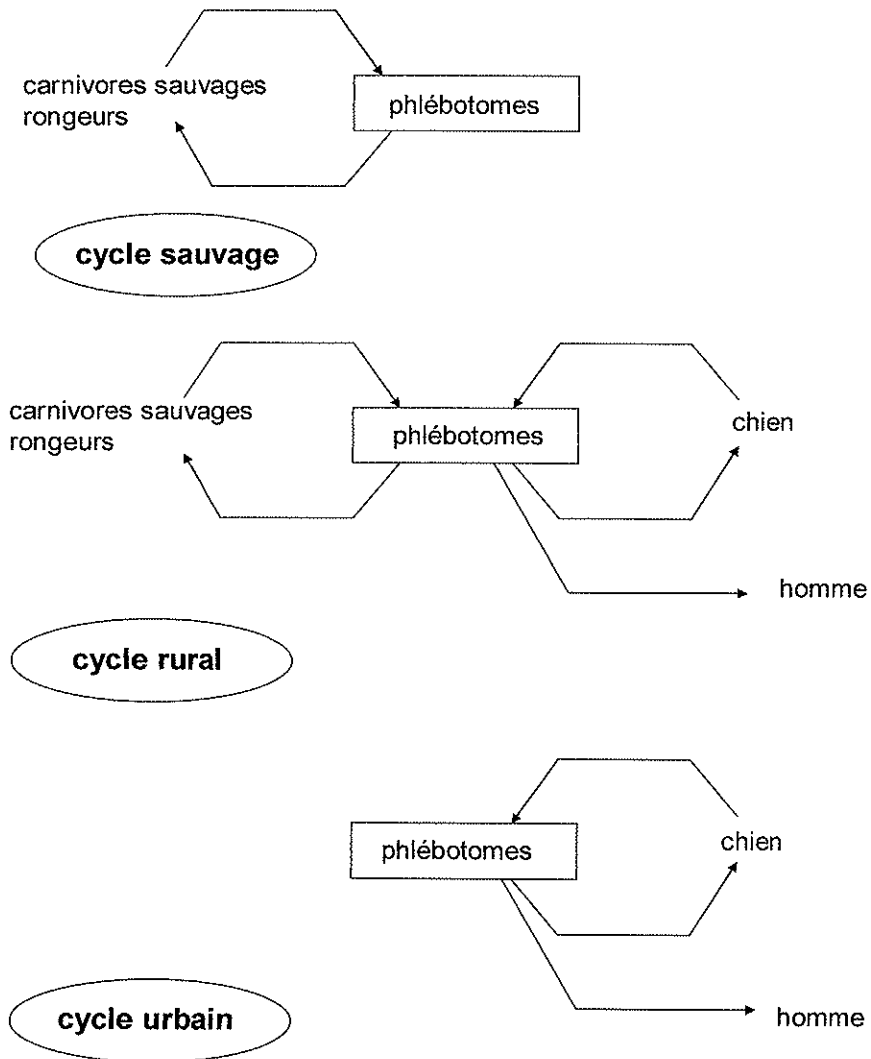 carnivores sauvages
rongeurs
phlébotomes
cycle sauvage
carnivores sauvages
rongeurs
phlébotomes
chien
homme
cycle rural
phlébotomes
chien
homme
cycle urbain